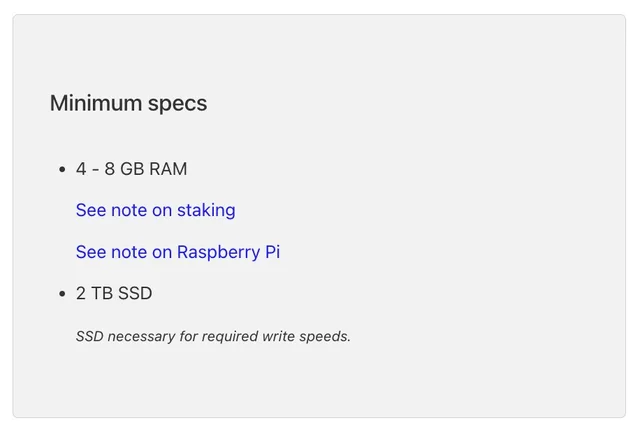 Minimum specs
4 - 8 GB RAM
See note on staking
See note on Raspberry Pi
2 TB SSD
SSD necessary for required write speeds.